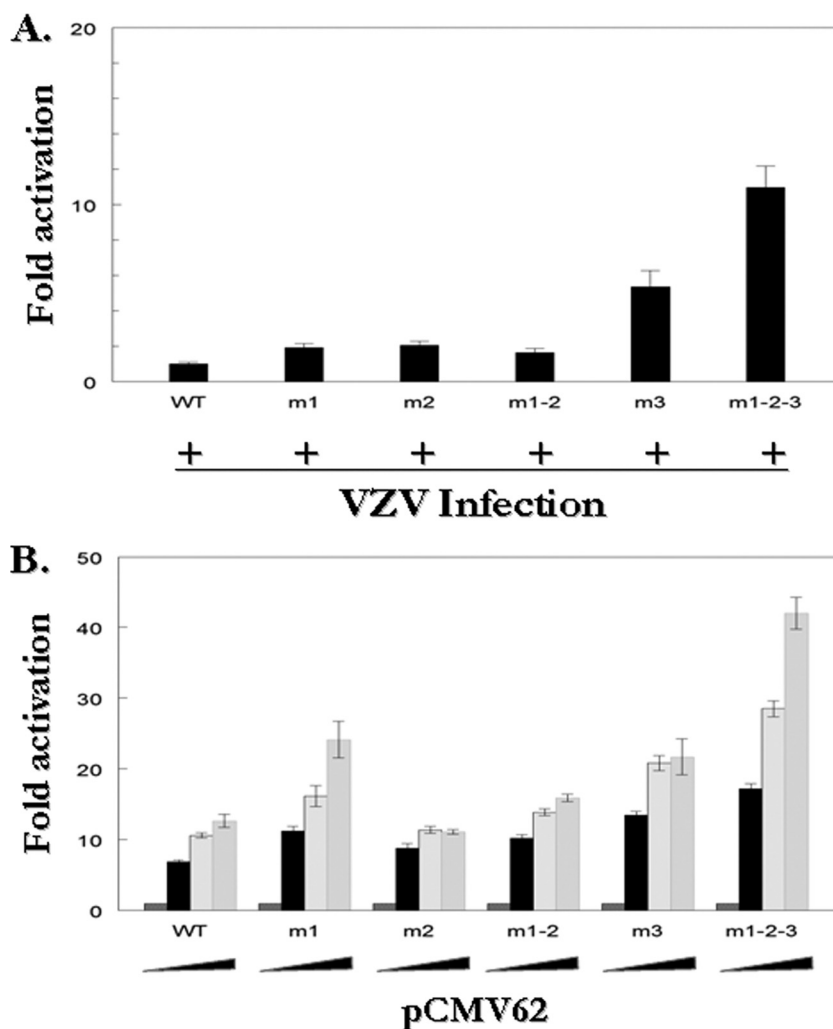 A.
Fold activation
20
10
0
WT m1 m2 m1-2 m3 m1-2-3
+ + + + + +
VZV Infection
B.
Fold activation
50
40
30
20
10
0
WT m1 m2 m1-2 m3 m1-2-3
pCMV62